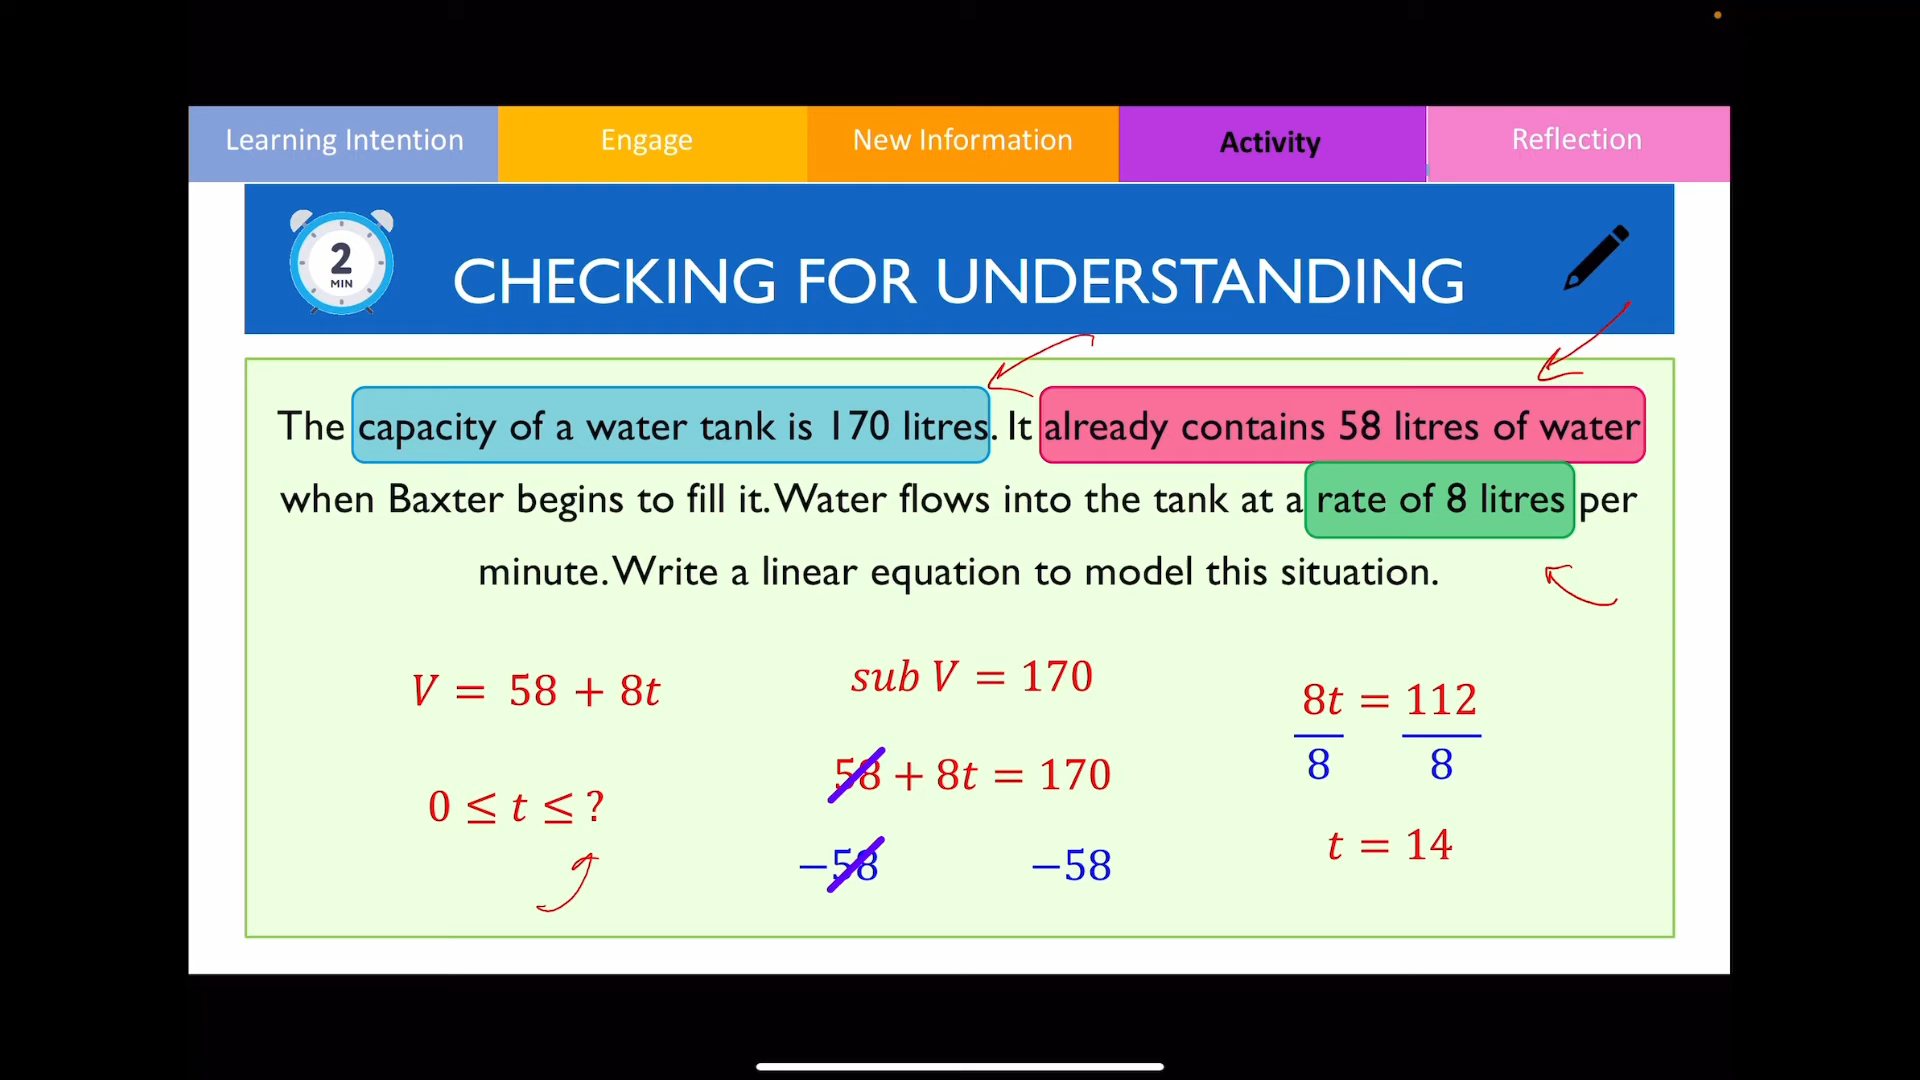 Learning Intention
Engage
New Information
Activity
Reflection
2
MIN
CHECKING FOR UNDERSTANDING
The capacity of a water tank is 170 litres. It already contains 58 litres of water
when Baxter begins to fill it. Water flows into the tank at a rate of 8 litres per
minute. Write a linear equation to model this situation.
V = 58 + 8t
0 ≤ t ≤ ?
sub V = 170
58 + 8t = 170
−58 −58
8t = 112
8 8
t = 14